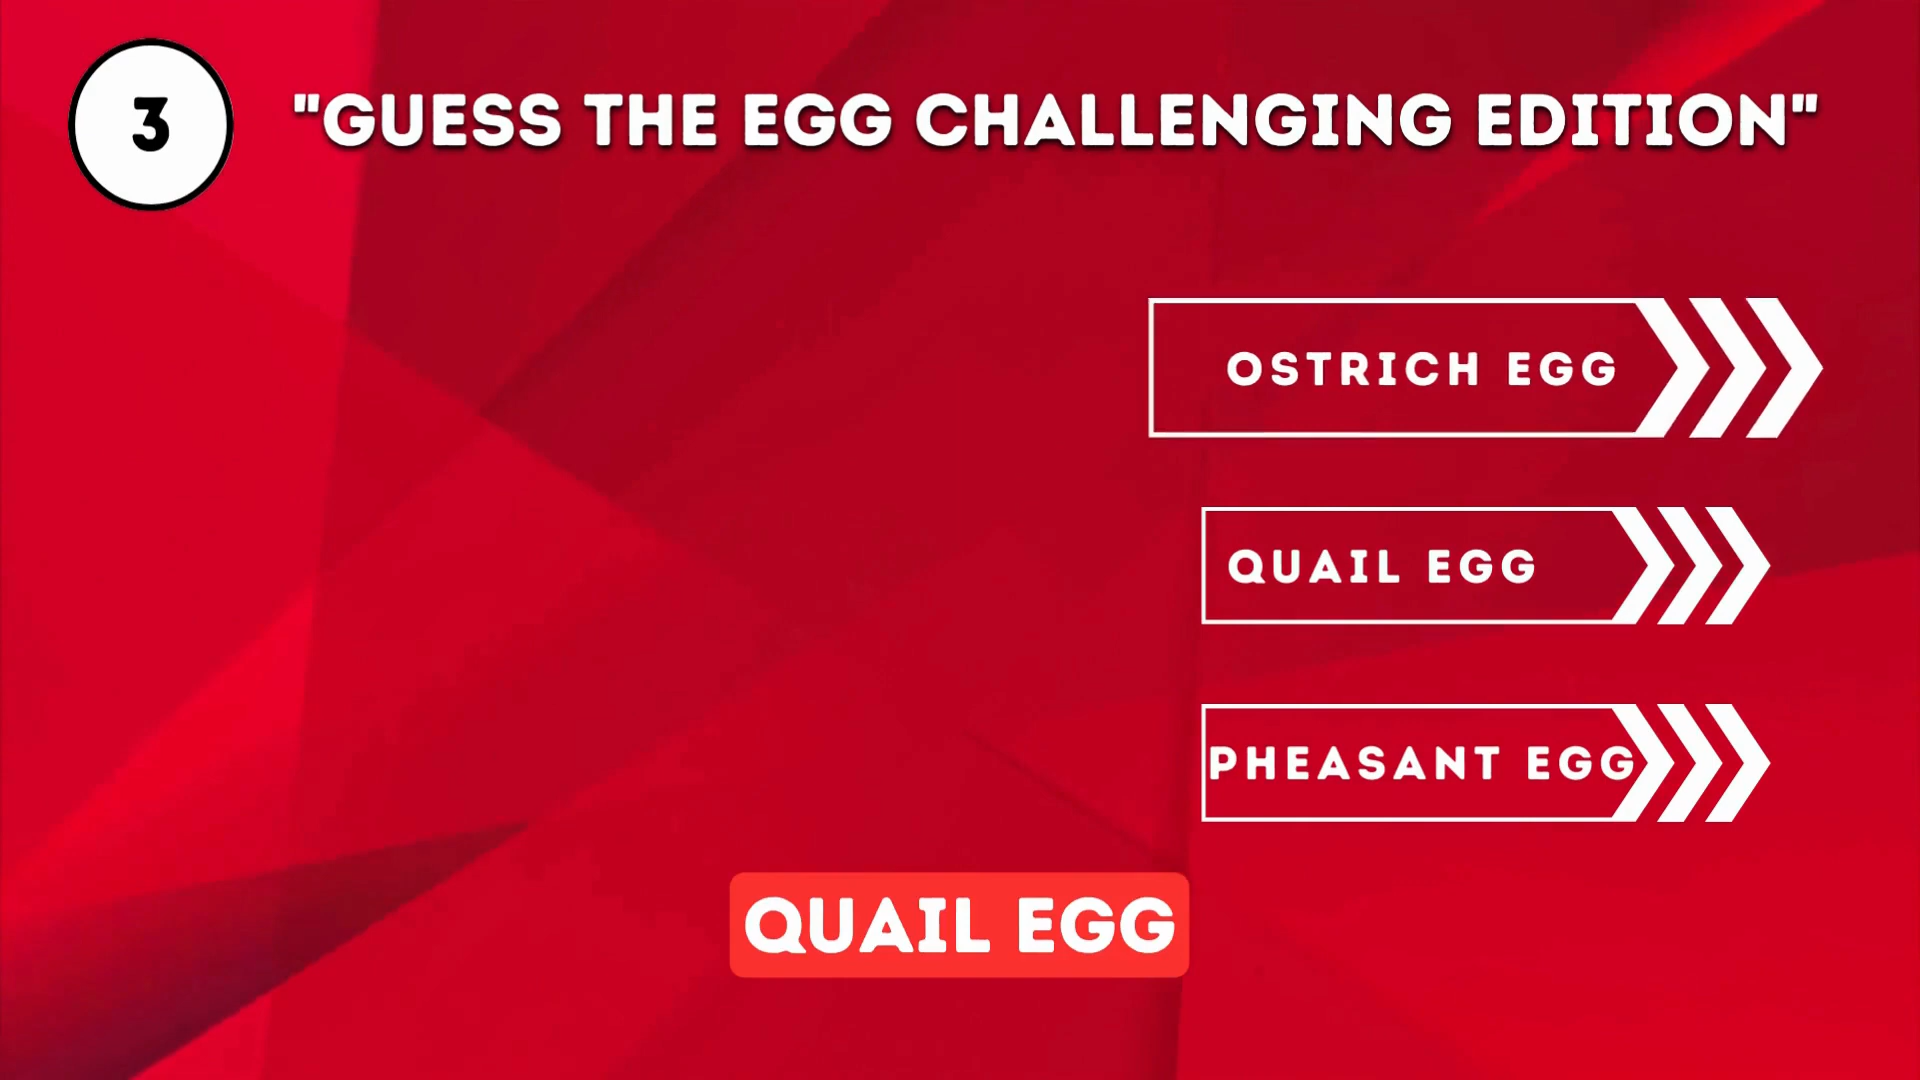 3
"GUESS THE EGG CHALLENGING EDITION"
OSTRICH EGG
QUAIL EGG
PHEASANT EGG
QUAIL EGG